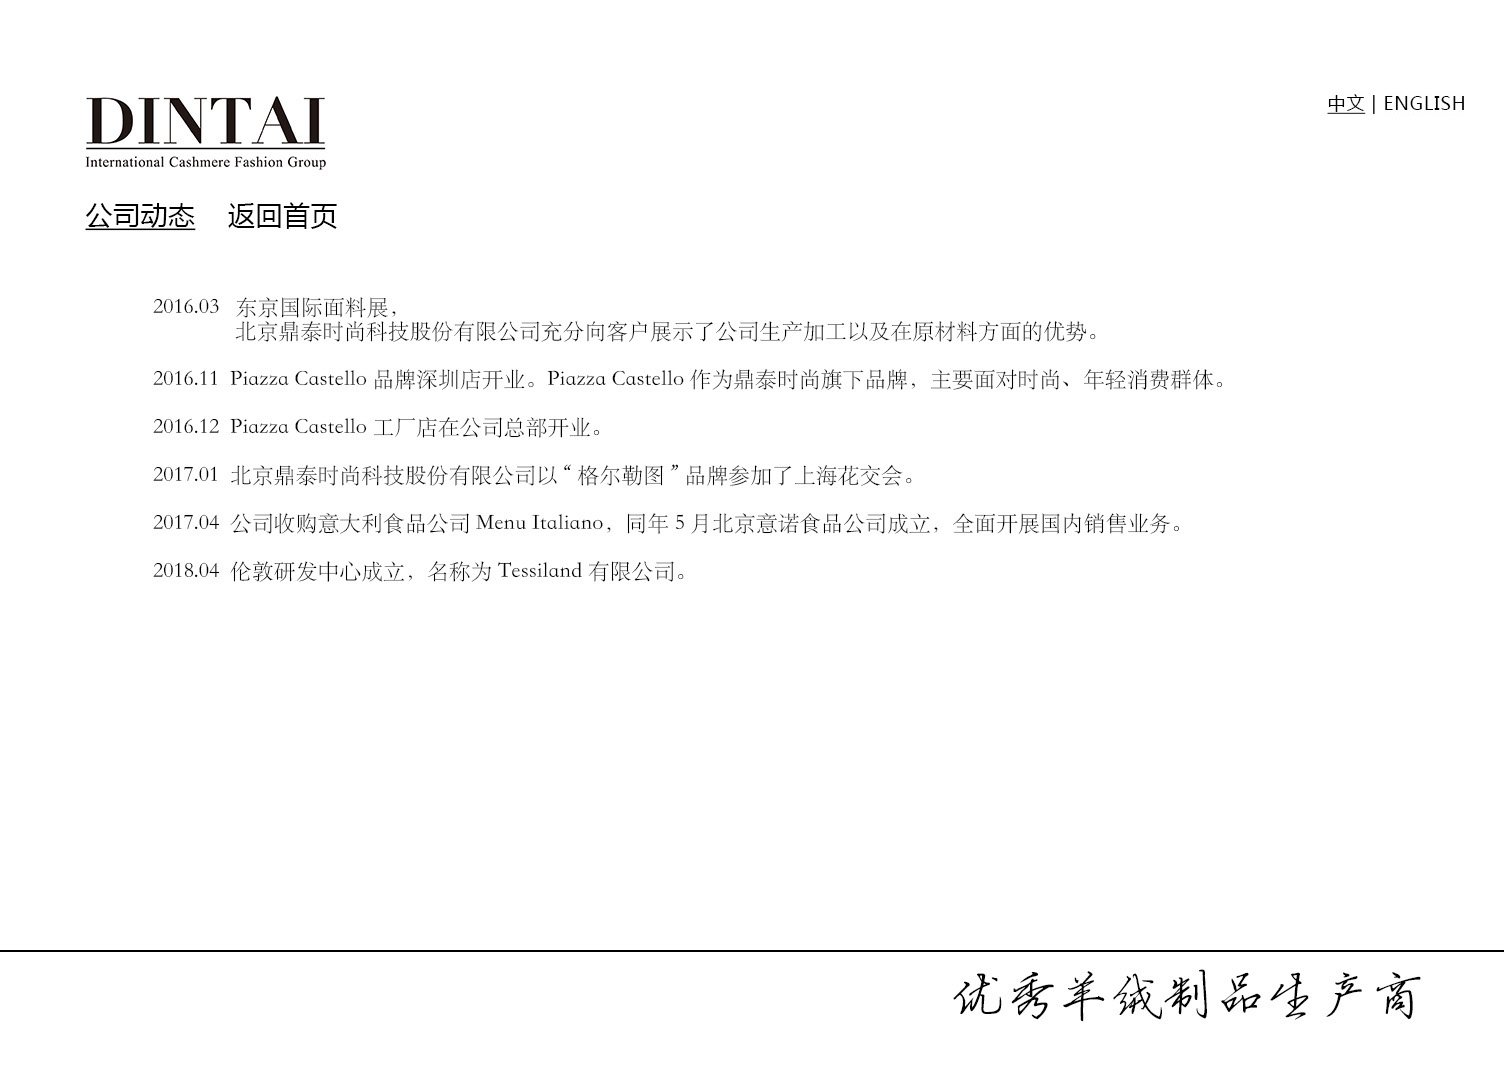 DINTAI
International Cashmere Fashion Group
中文 | ENGLISH
公司动态 返回首页
2016.03 东京国际面料展，
北京鼎泰时尚科技股份有限公司充分向客户展示了公司生产加工以及在原材料方面的优势。
2016.11 Piazza Castello 品牌深圳店开业。Piazza Castello 作为鼎泰时尚旗下品牌，主要面对时尚、年轻消费群体。
2016.12 Piazza Castello 工厂店在公司总部开业。
2017.01 北京鼎泰时尚科技股份有限公司以“格尔勒图”品牌参加了上海花交会。
2017.04 公司收购意大利食品公司 Menu Italiano，同年 5 月北京意诺食品公司成立，全面开展国内销售业务。
2018.04 伦敦研发中心成立，名称为 Tessiland 有限公司。
优秀羊绒制品生产商